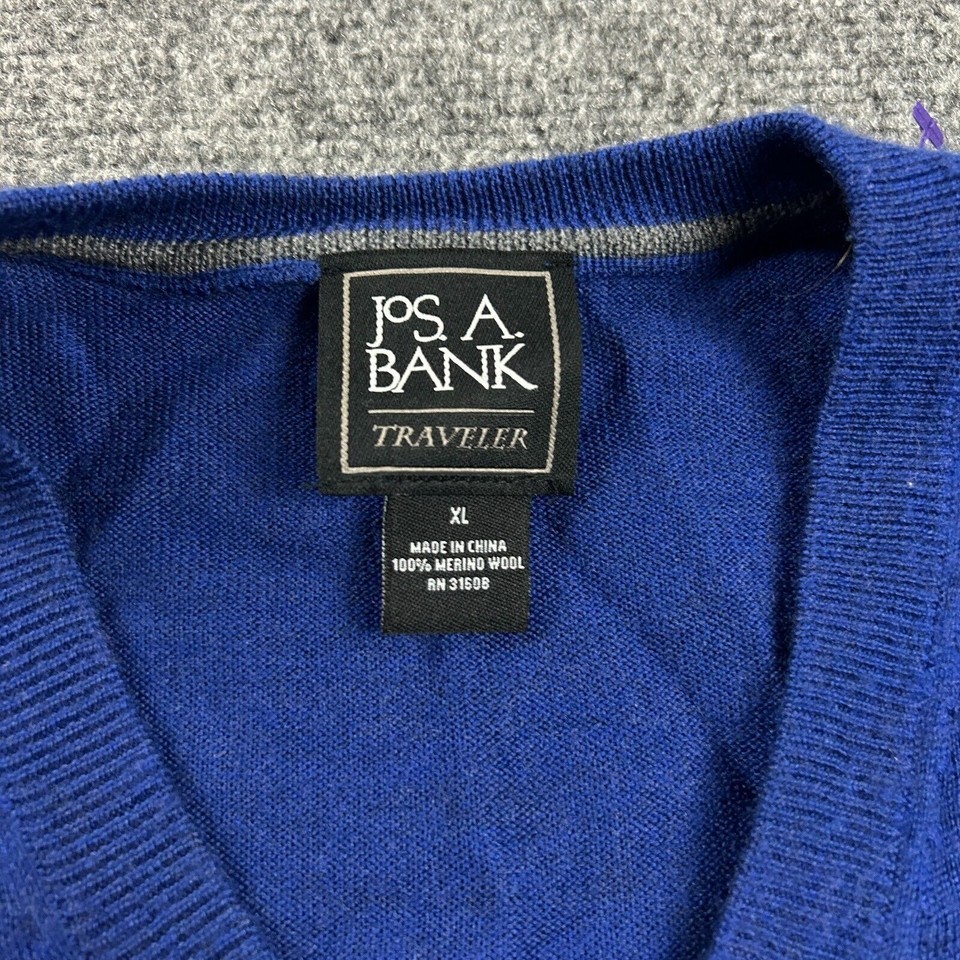 JOS. A.
BANK
TRAVELER
XL
MADE IN CHINA
100% MERINO WOOL
RN 31608